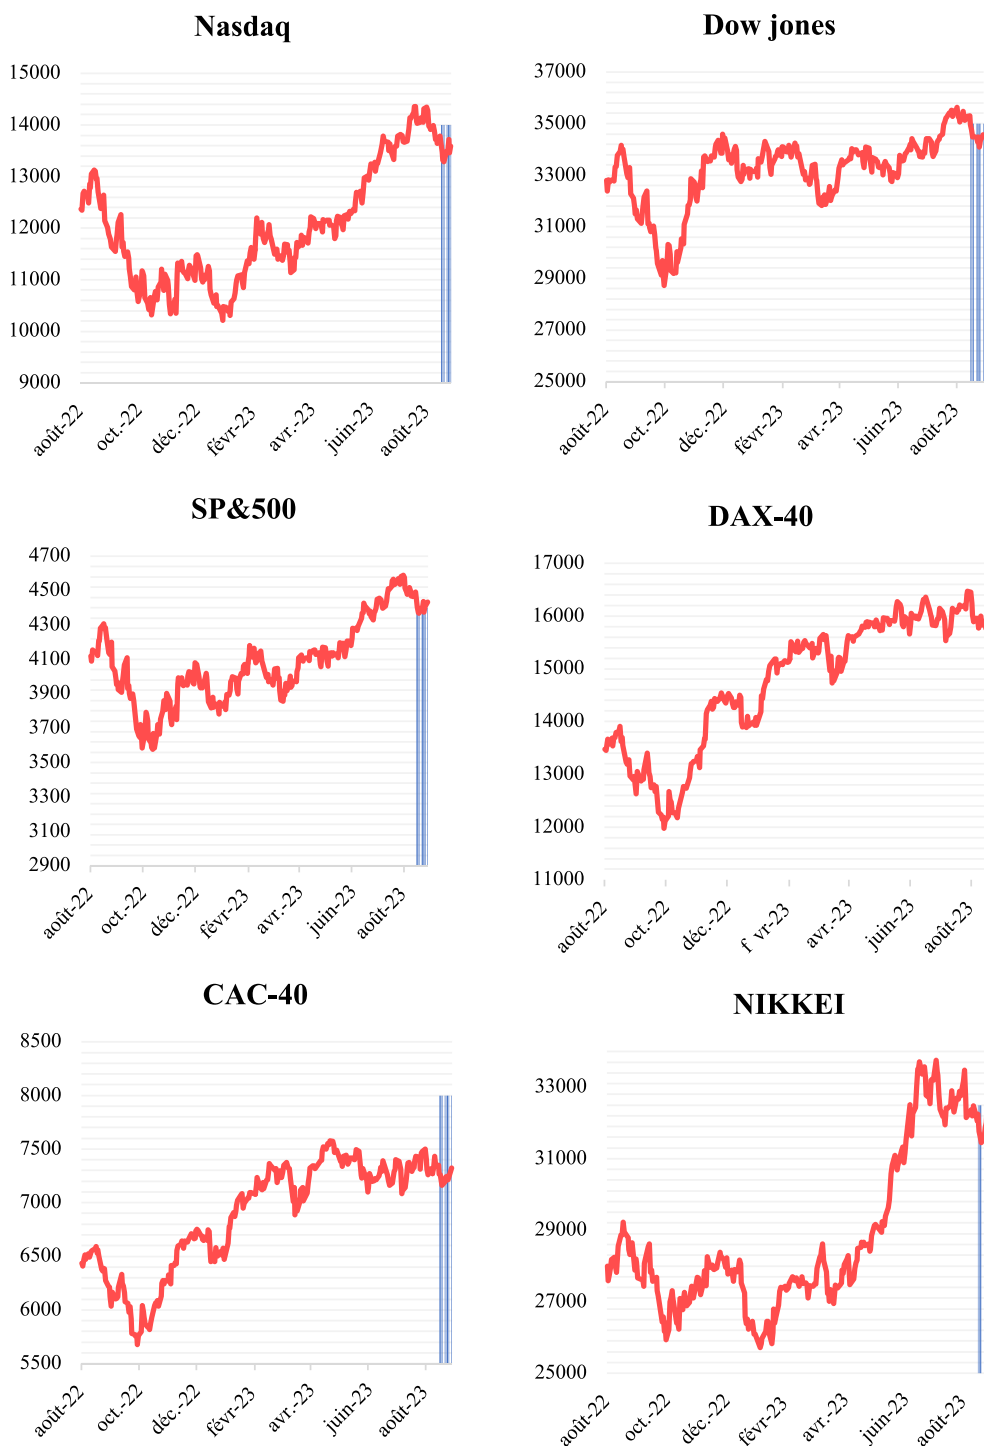 Nasdaq
15000
14000
13000
12000
11000
10000
9000
août-22
oct.-22
déc.-22
févr-23
avr.-23
juin-23
août-23
Dow jones
37000
35000
33000
31000
29000
27000
25000
août-22
oct.-22
déc.-22
févr-23
avr.-23
juin-23
août-23
SP&500
4700
4500
4300
4100
3900
3700
3500
3300
3100
2900
août-22
oct.-22
déc.-22
févr-23
avr.-23
juin-23
août-23
DAX-40
17000
16000
15000
14000
13000
12000
11000
août-22
oct.-22
déc.-22
f vr-23
avr.-23
juin-23
août-23
CAC-40
8500
8000
7500
7000
6500
6000
5500
août-22
oct.-22
déc.-22
févr-23
avr.-23
juin-23
août-23
NIKKEI
33000
31000
29000
27000
25000
août-22
oct.-22
déc.-22
févr-23
avr.-23
juin-23
août-23